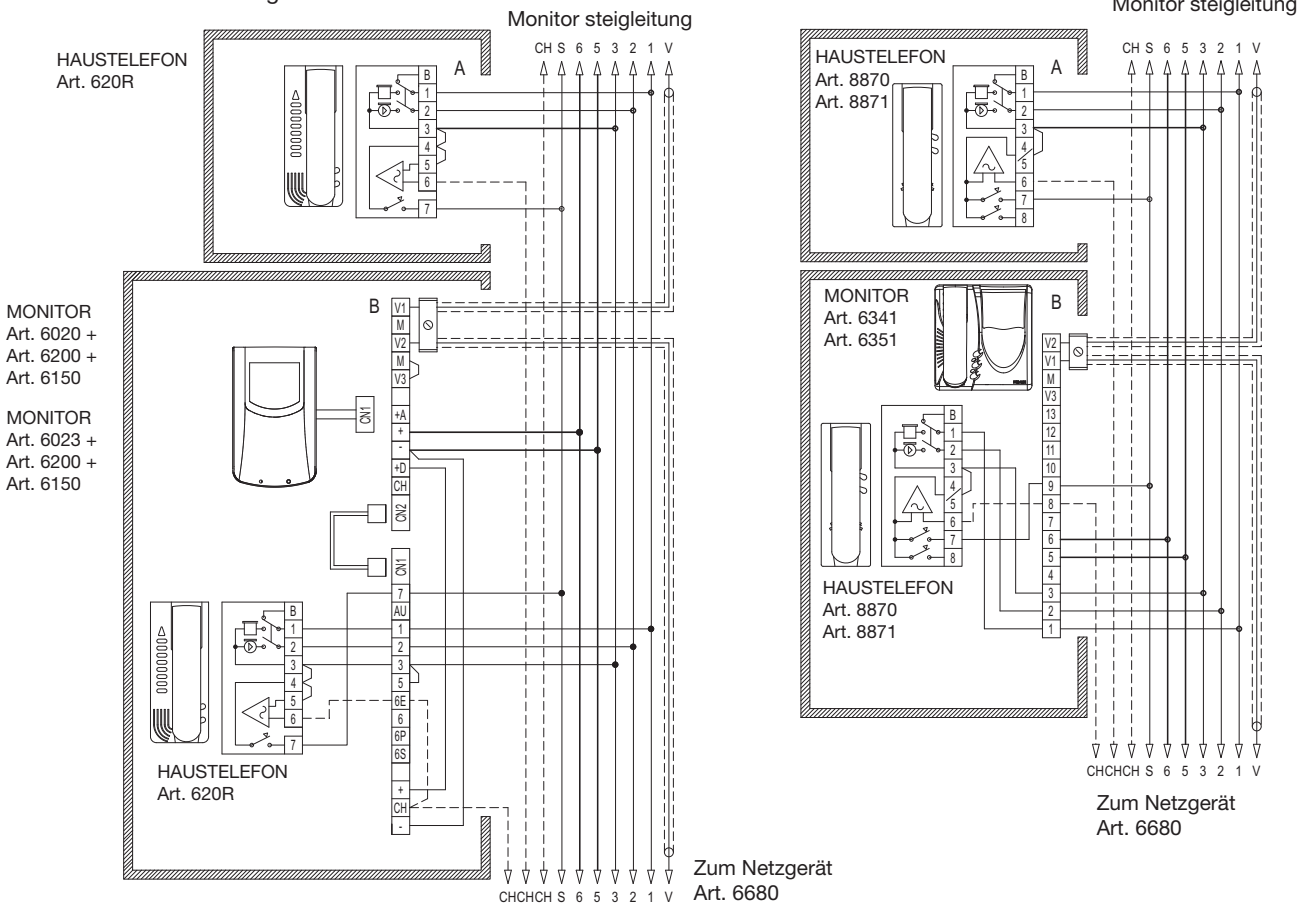 Monitor steigleitung
Monitor steigleitung
HAUSTELEFON
Art. 620R
CH S 6 5 3 2 1 V
A
B
1
2
3
4
5
6
7
MONITOR
Art. 6020 +
Art. 6200 +
Art. 6150
MONITOR
Art. 6023 +
Art. 6200 +
Art. 6150
B
V1
M
V2
M
V3
+A
+
-
+D
CH
CN2
CN1
CN1
7
AU
1
2
3
5
6E
6
6P
6S
+
CH
-
B
1
2
3
4
5
6
7
HAUSTELEFON
Art. 620R
CHCHCH S 6 5 3 2 1 V
Zum Netzgerät
Art. 6680
HAUSTELEFON
Art. 8870
Art. 8871
CH S 6 5 3 2 1 V
A
B
1
2
3
4
5
6
7
8
MONITOR
Art. 6341
Art. 6351
B
V2
V1
M
V3
13
12
11
10
9
8
7
6
5
4
3
2
1
B
1
2
3
4
5
6
7
8
HAUSTELEFON
Art. 8870
Art. 8871
CHCHCH S 6 5 3 2 1 V
Zum Netzgerät
Art. 6680